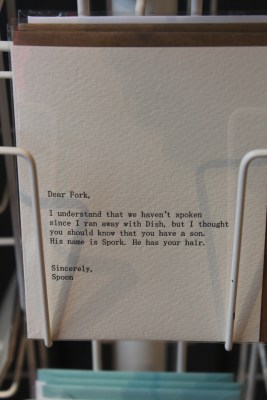 Dear Fork,
I understand that we haven't spoken
since I ran away with Dish, but I thought
you should know that you have a son.
His name is Spork. He has your hair.
Sincerely,
Spoon